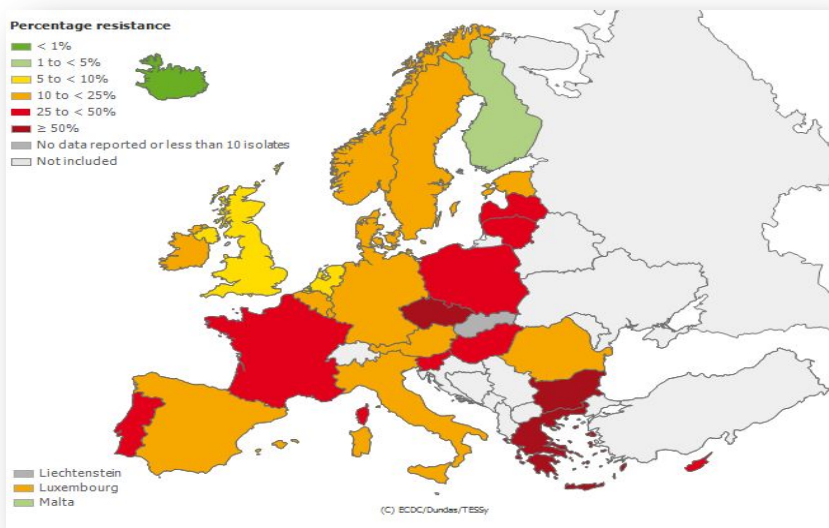 Percentage resistance
< 1%
1 to < 5%
5 to < 10%
10 to < 25%
25 to < 50%
≥ 50%
No data reported or less than 10 isolates
Not included
Liechtenstein
Luxembourg
Malta
(C) ECDC/Dundas/TESSy